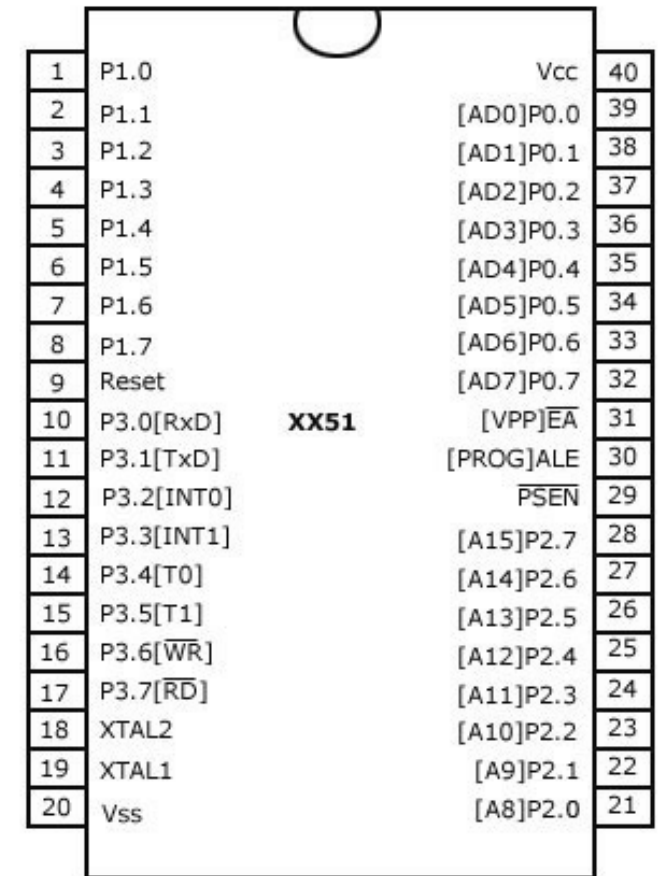 1 P1.0 Vcc 40
2 P1.1 [AD0]P0.0 39
3 P1.2 [AD1]P0.1 38
4 P1.3 [AD2]P0.2 37
5 P1.4 [AD3]P0.3 36
6 P1.5 [AD4]P0.4 35
7 P1.6 [AD5]P0.5 34
8 P1.7 [AD6]P0.6 33
9 Reset [AD7]P0.7 32
10 P3.0[RxD] XX51 [VPP]E̅A̅ 31
11 P3.1[TxD] [PROG]ALE 30
12 P3.2[INT0] P̅S̅E̅N̅ 29
13 P3.3[INT1] [A15]P2.7 28
14 P3.4[T0] [A14]P2.6 27
15 P3.5[T1] [A13]P2.5 26
16 P3.6[W̅R̅] [A12]P2.4 25
17 P3.7[R̅D̅] [A11]P2.3 24
18 XTAL2 [A10]P2.2 23
19 XTAL1 [A9]P2.1 22
20 Vss [A8]P2.0 21